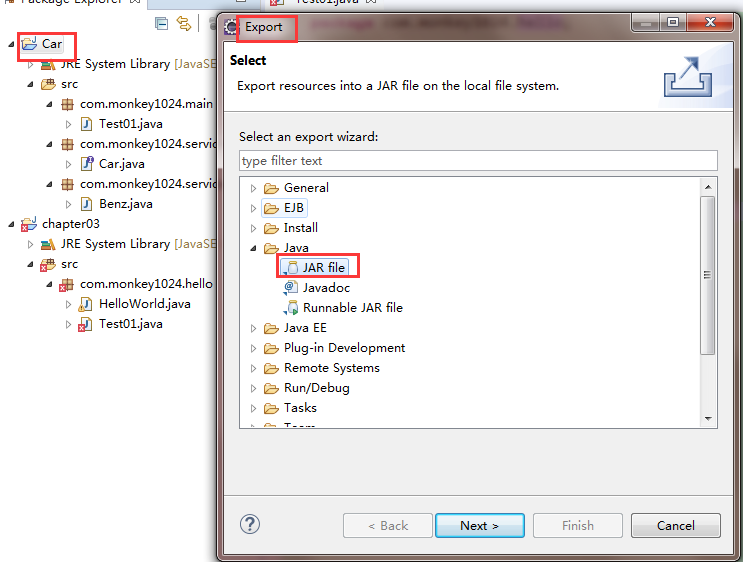 Package Explorer
Test01.java
Car
JRE System Library [JavaSE
src
com.monkey1024.main
Test01.java
com.monkey1024.servic
Car.java
com.monkey1024.servic
Benz.java
chapter03
JRE System Library [JavaSE
src
com.monkey1024.hello
HelloWorld.java
Test01.java
Export
Select
Export resources into a JAR file on the local file system.
Select an export wizard:
type filter text
General
EJB
Install
Java
JAR file
Javadoc
Runnable JAR file
Java EE
Plug-in Development
Remote Systems
Run/Debug
Tasks
Team
< Back
Next >
Finish
Cancel